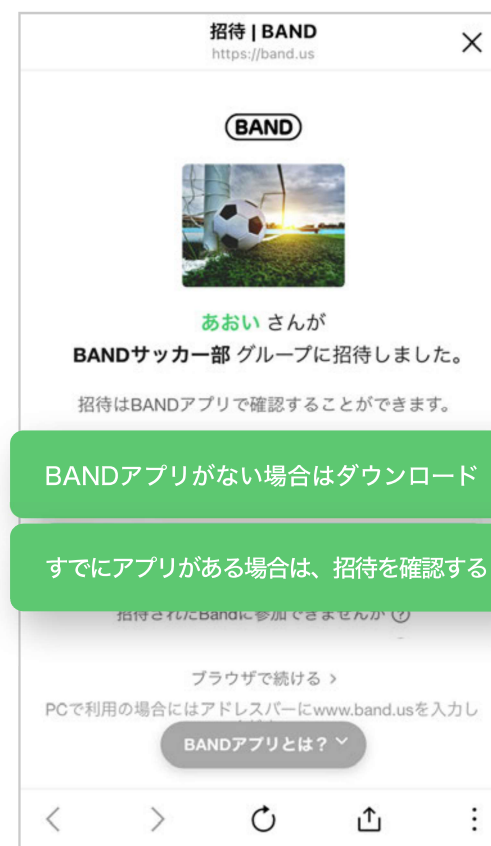 招待 | BAND
https://band.us
BAND
あおい さんが
BANDサッカー部 グループに招待しました。
招待はBANDアプリで確認することができます。
BANDアプリがない場合はダウンロード
すでにアプリがある場合は、招待を確認する
招待されたBandに参加できませんか ?
ブラウザで続ける >
PCで利用の場合にはアドレスバーにwww.band.usを入力し
BANDアプリとは?